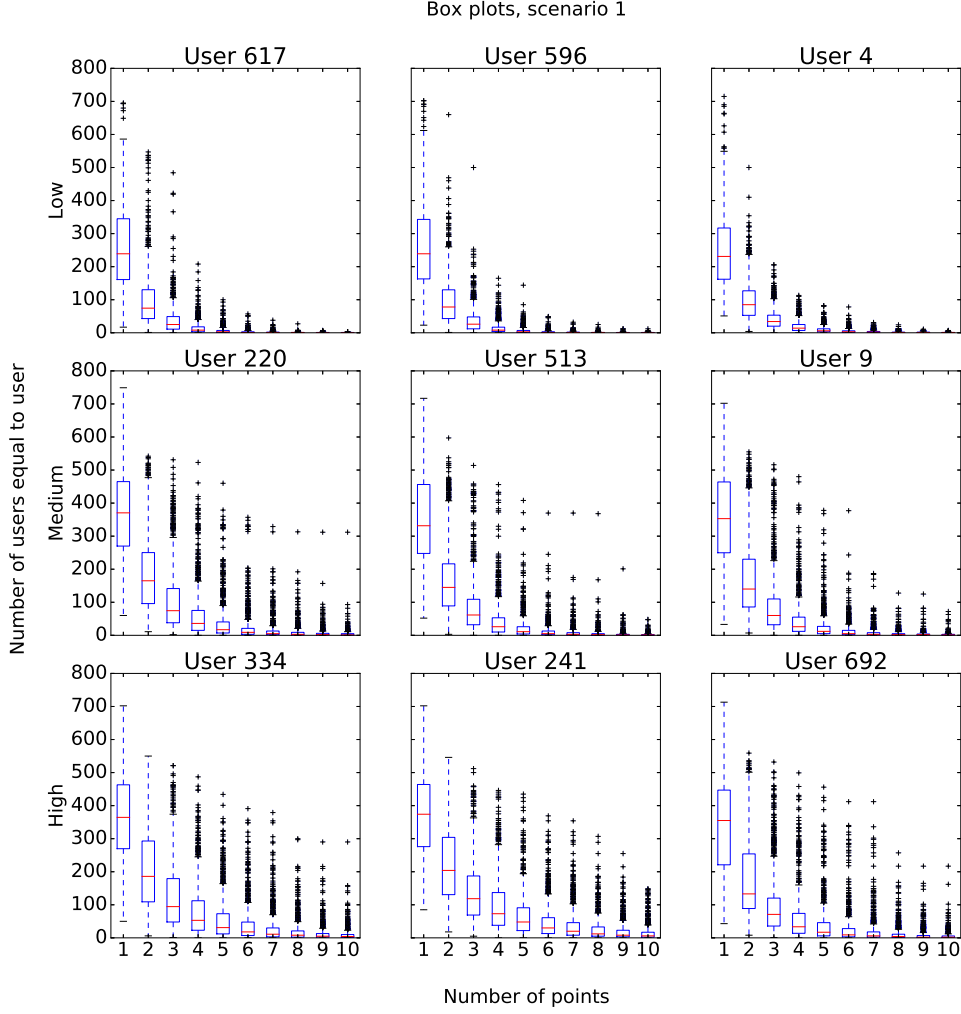 Box plots, scenario 1
User 617
User 596
User 4
800
700
600
500
400
300
200
100
0
Low
User 220
User 513
User 9
800
700
600
500
400
300
200
100
0
Medium
Number of users equal to user
User 334
User 241
User 692
800
700
600
500
400
300
200
100
0
High
1 2 3 4 5 6 7 8 9 10
1 2 3 4 5 6 7 8 9 10
1 2 3 4 5 6 7 8 9 10
Number of points